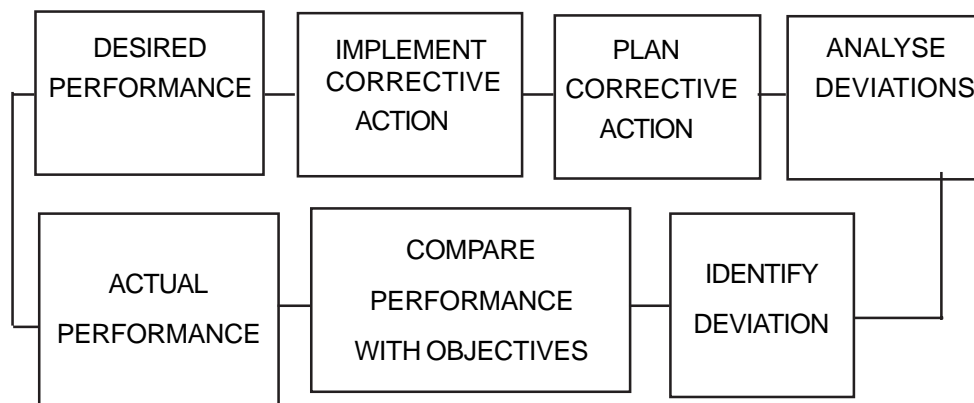 DESIRED
PERFORMANCE
IMPLEMENT
CORRECTIVE
ACTION
PLAN
CORRECTIVE
ACTION
ANALYSE
DEVIATIONS
ACTUAL
PERFORMANCE
COMPARE
PERFORMANCE
WITH OBJECTIVES
IDENTIFY
DEVIATION